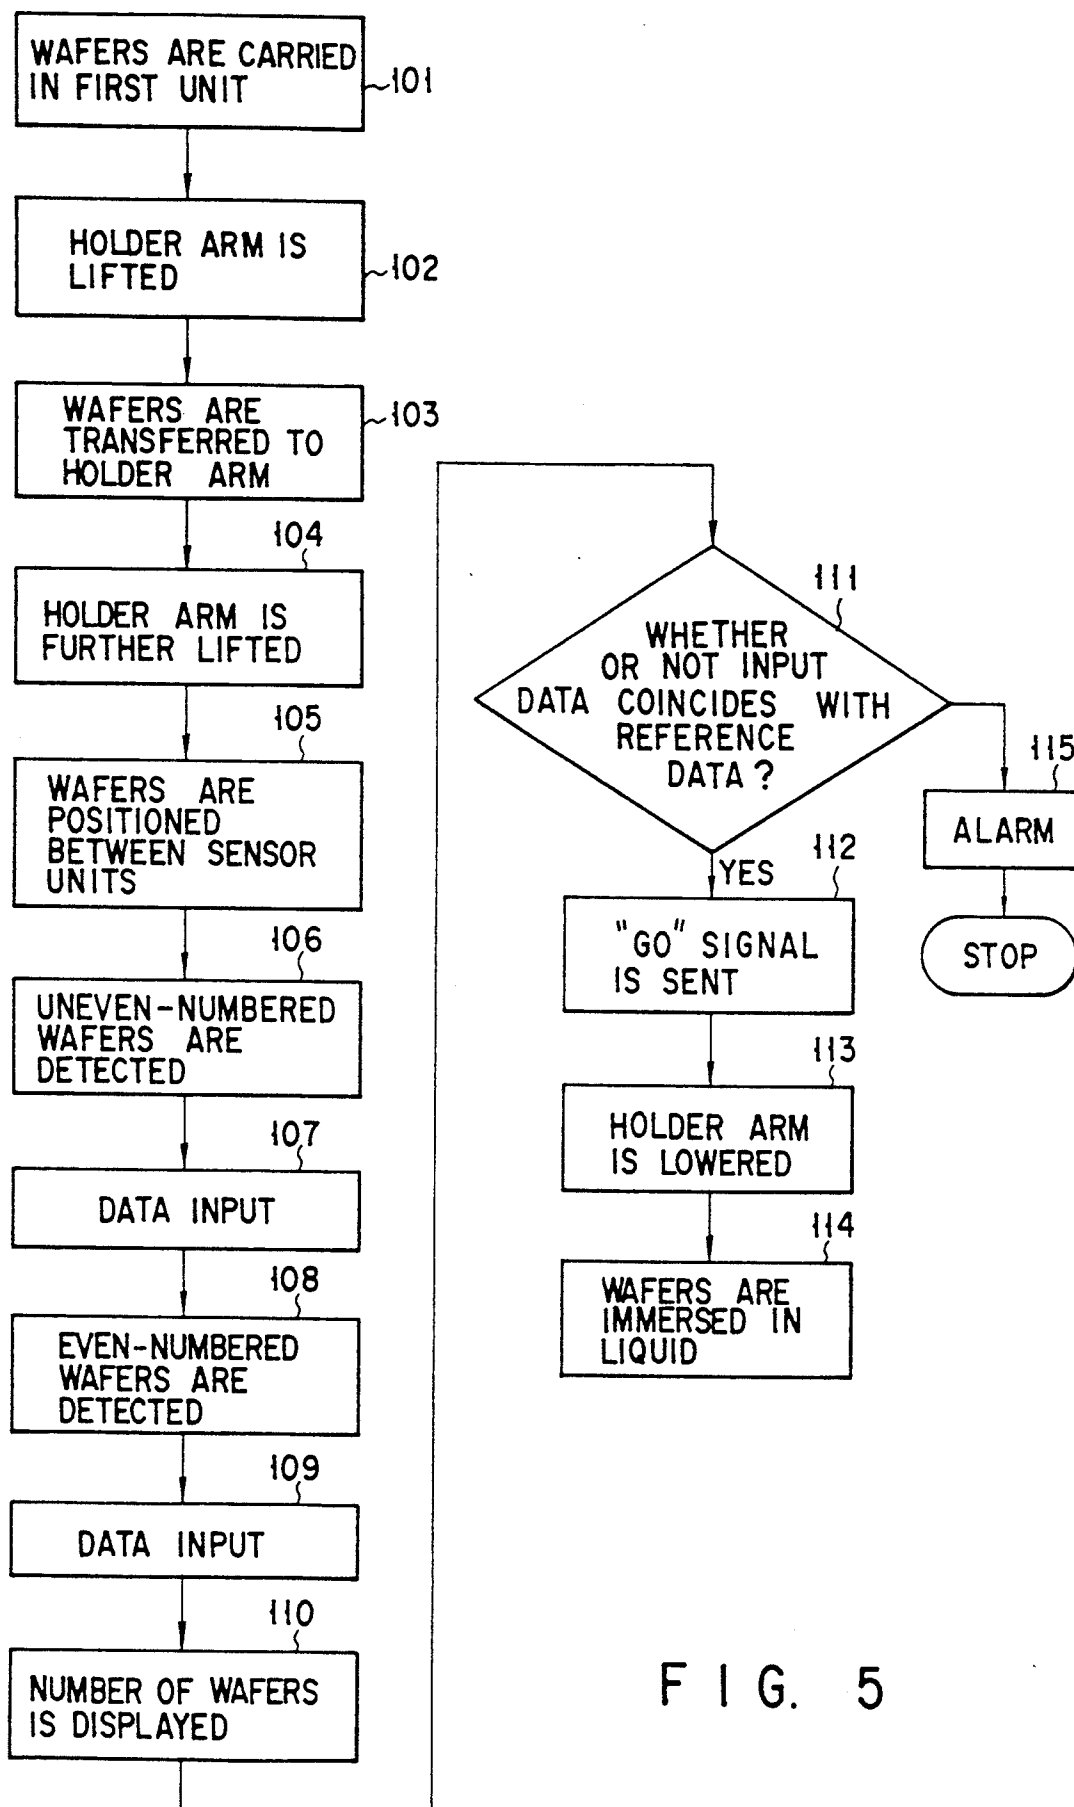 WAFERS ARE CARRIED
IN FIRST UNIT
101
HOLDER ARM IS
LIFTED
102
WAFERS ARE
TRANSFERRED TO
HOLDER ARM
103
104
HOLDER ARM IS
FURTHER LIFTED
105
WAFERS ARE
POSITIONED
BETWEEN SENSOR
UNITS
106
UNEVEN-NUMBERED
WAFERS ARE
DETECTED
107
DATA INPUT
108
EVEN-NUMBERED
WAFERS ARE
DETECTED
109
DATA INPUT
110
NUMBER OF WAFERS
IS DISPLAYED
111
WHETHER
OR NOT INPUT
DATA COINCIDES WITH
REFERENCE
DATA?
115
ALARM
STOP
YES
112
"GO" SIGNAL
IS SENT
113
HOLDER ARM
IS LOWERED
114
WAFERS ARE
IMMERSED IN
LIQUID
FIG. 5